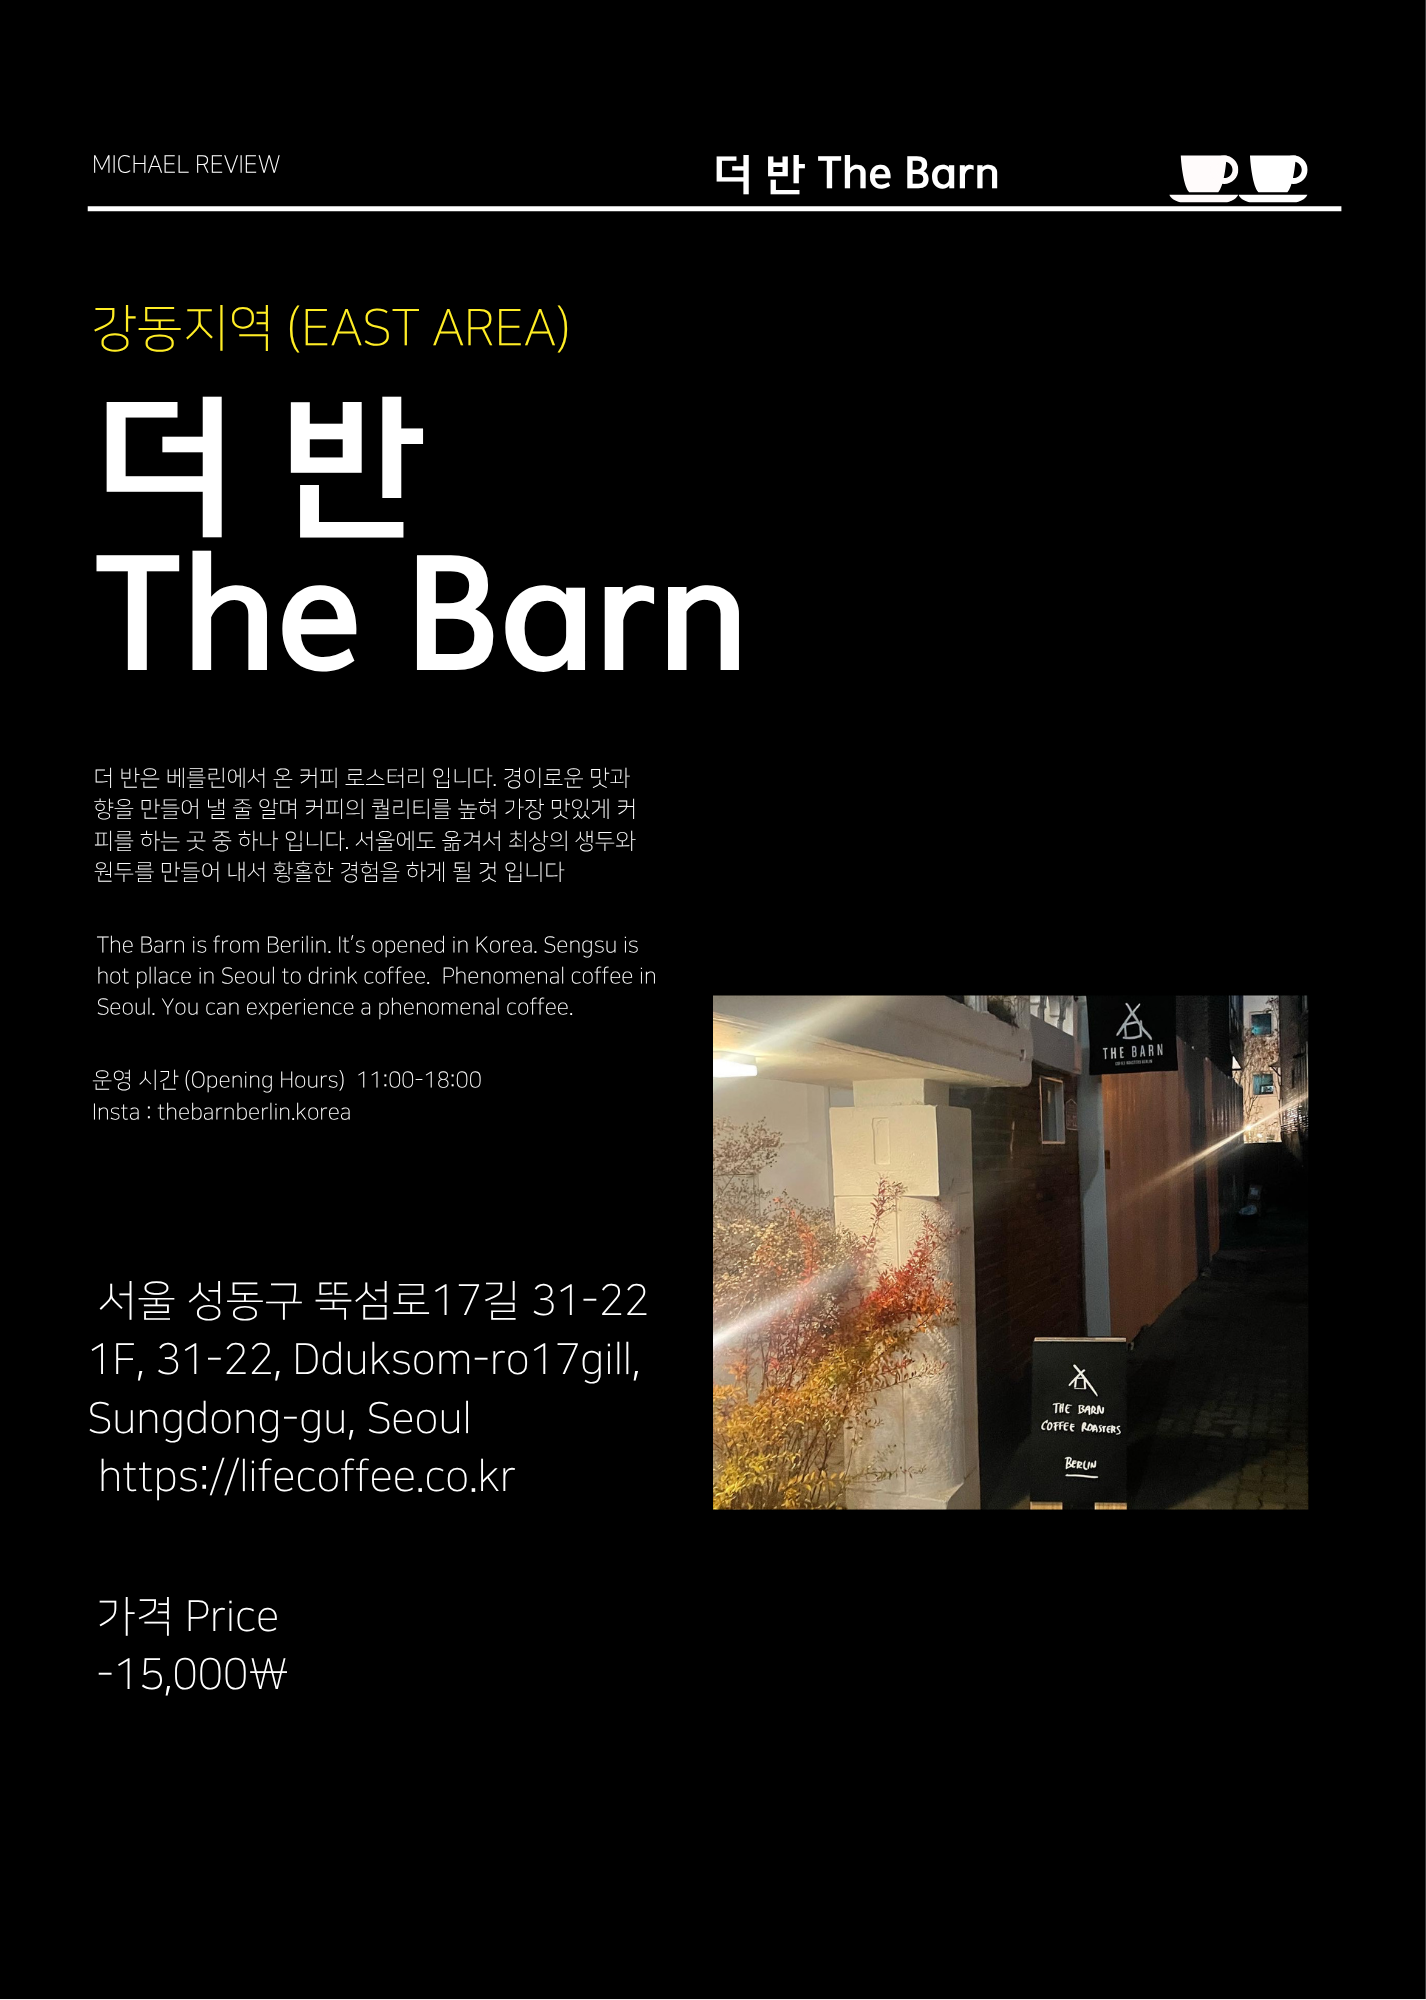 MICHAEL REVIEW
더 반 The Barn
강동지역 (EAST AREA)
더 반
The Barn
더 반은 베를린에서 온 커피 로스터리 입니다. 경이로운 맛과
향을 만들어 낼 줄 알며 커피의 퀄리티를 높혀 가장 맛있게 커
피를 하는 곳 중 하나 입니다. 서울에도 옮겨서 최상의 생두와
원두를 만들어 내서 황홀한 경험을 하게 될 것 입니다
The Barn is from Berilin. It's opened in Korea. Sengsu is
hot pllace in Seoul to drink coffee.  Phenomenal coffee in
Seoul. You can experience a phenomenal coffee.
운영 시간 (Opening Hours)  11:00-18:00
Insta : thebarnberlin.korea
THE BARN
COFFEE ROASTERS BERLIN
THE BARN
COFFEE ROASTERS
BERLIN
서울 성동구 뚝섬로17길 31-22
1F, 31-22, Dduksom-ro17gill,
Sungdong-gu, Seoul
https://lifecoffee.co.kr
가격 Price
-15,000₩